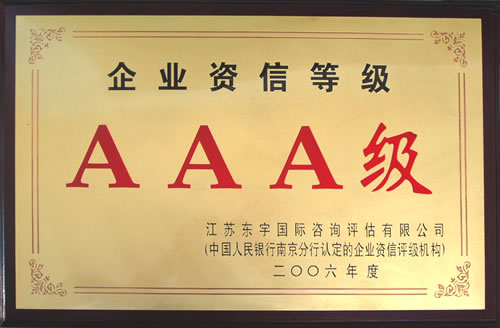 企业资信等级
AAA级
江苏东宇国际咨询评估有限公司
(中国人民银行南京分行认定的企业资信评级机构)
二〇〇六年度